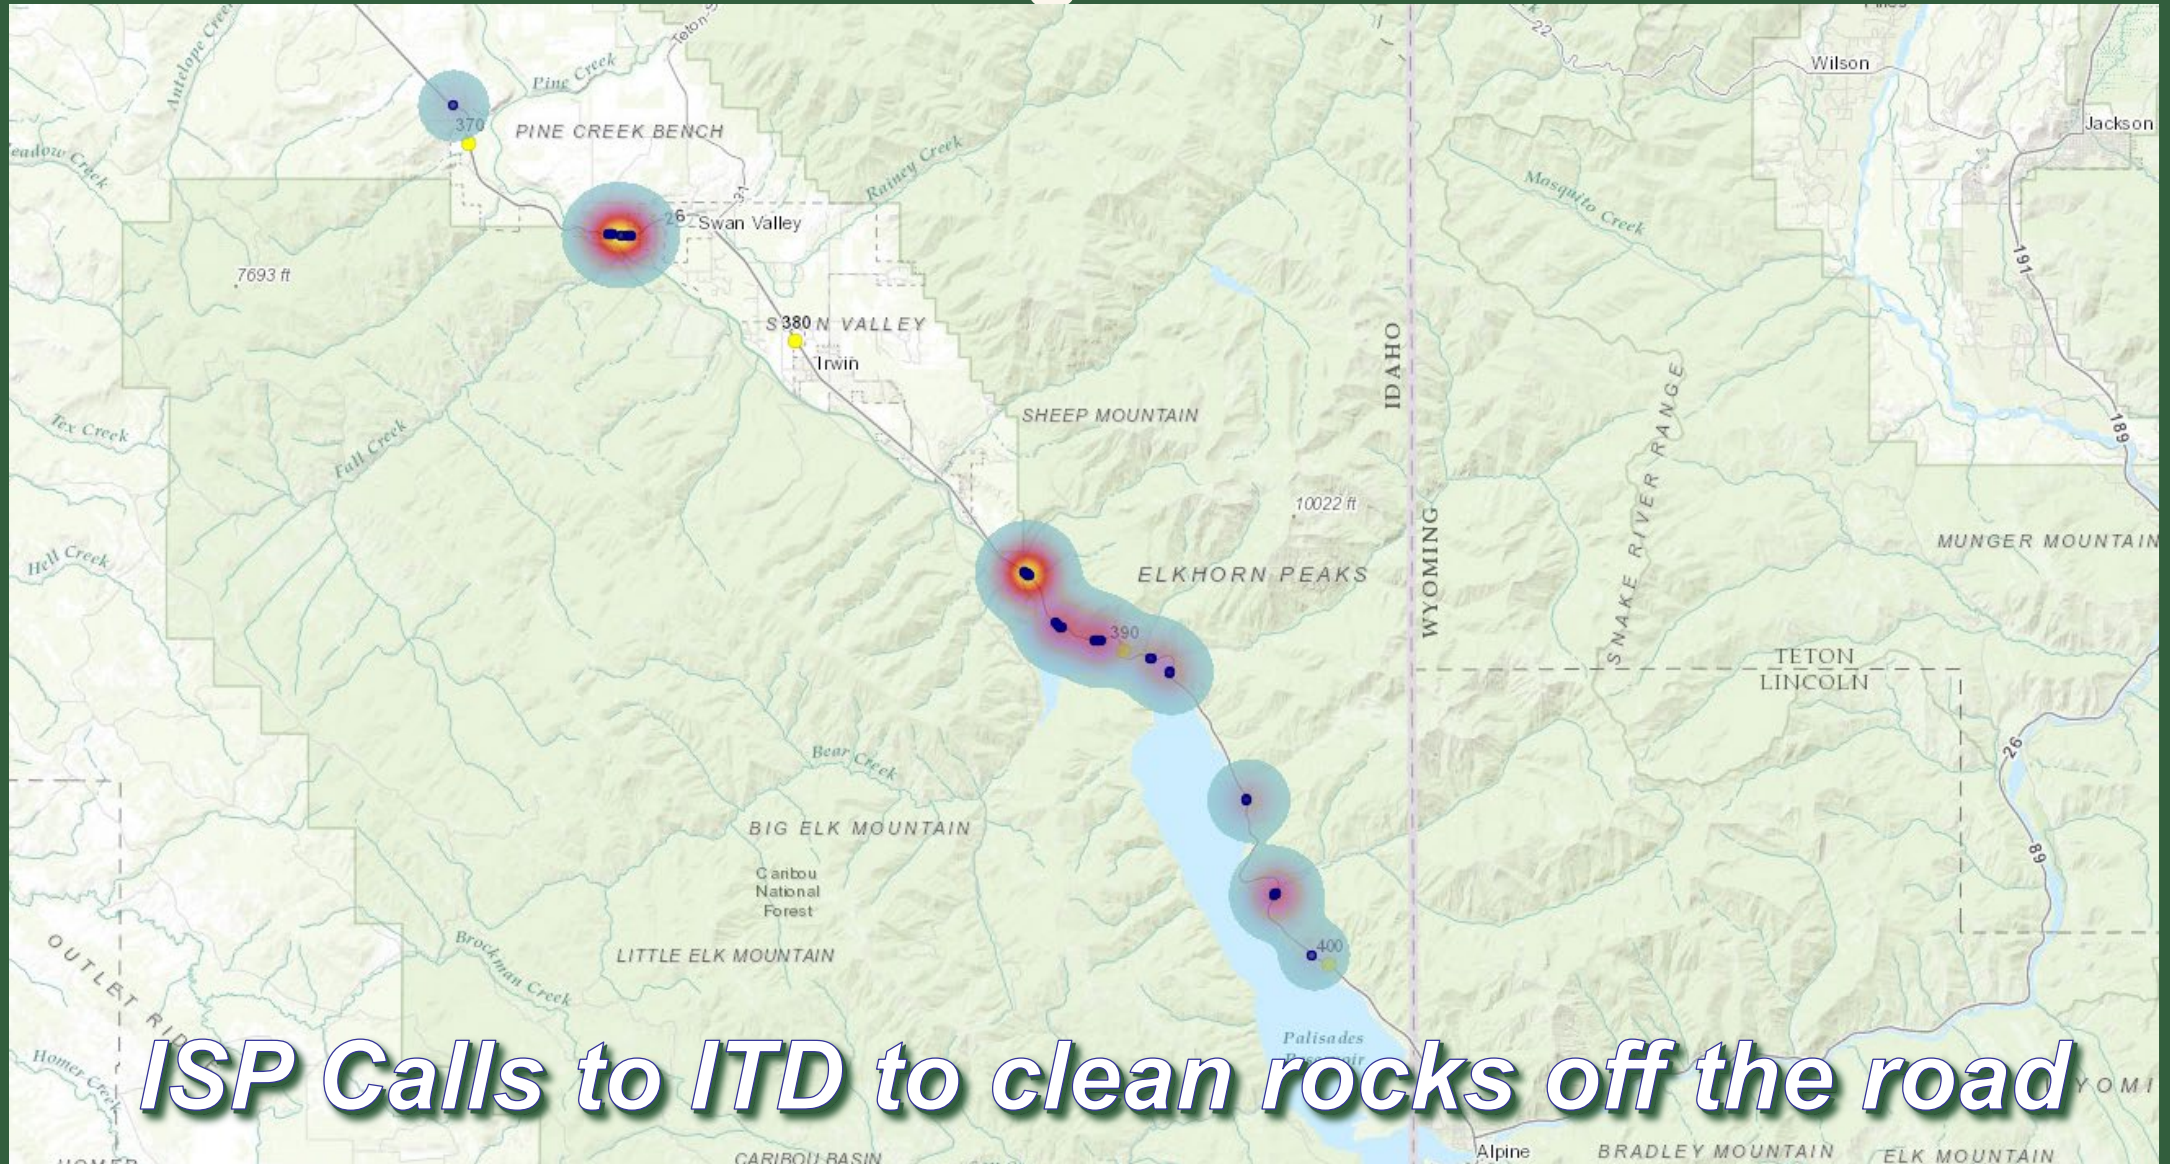 Antelope Creek
Pine Creek
22
Wilson
Jackson
370
PINE CREEK BENCH
Rainey Creek
Mosquito Creek
31
26
Swan Valley
7693 ft
191
380
VALLEY
Irwin
IDAHO
WYOMING
SNAKE RIVER RANGE
SHEEP MOUNTAIN
Tex Creek
Fall Creek
189
10022 ft
MUNGER MOUNTAIN
Hell Creek
ELKHORN PEAKS
390
TETON
LINCOLN
26
Bear Creek
BIG ELK MOUNTAIN
89
Caribou
National
Forest
Brockman Creek
LITTLE ELK MOUNTAIN
400
OUTLET
Palisades
Homer Creek
ISP Calls to ITD to clean rocks off the road
Alpine
BRADLEY MOUNTAIN
ELK MOUNTAIN
CARIBOU BASIN